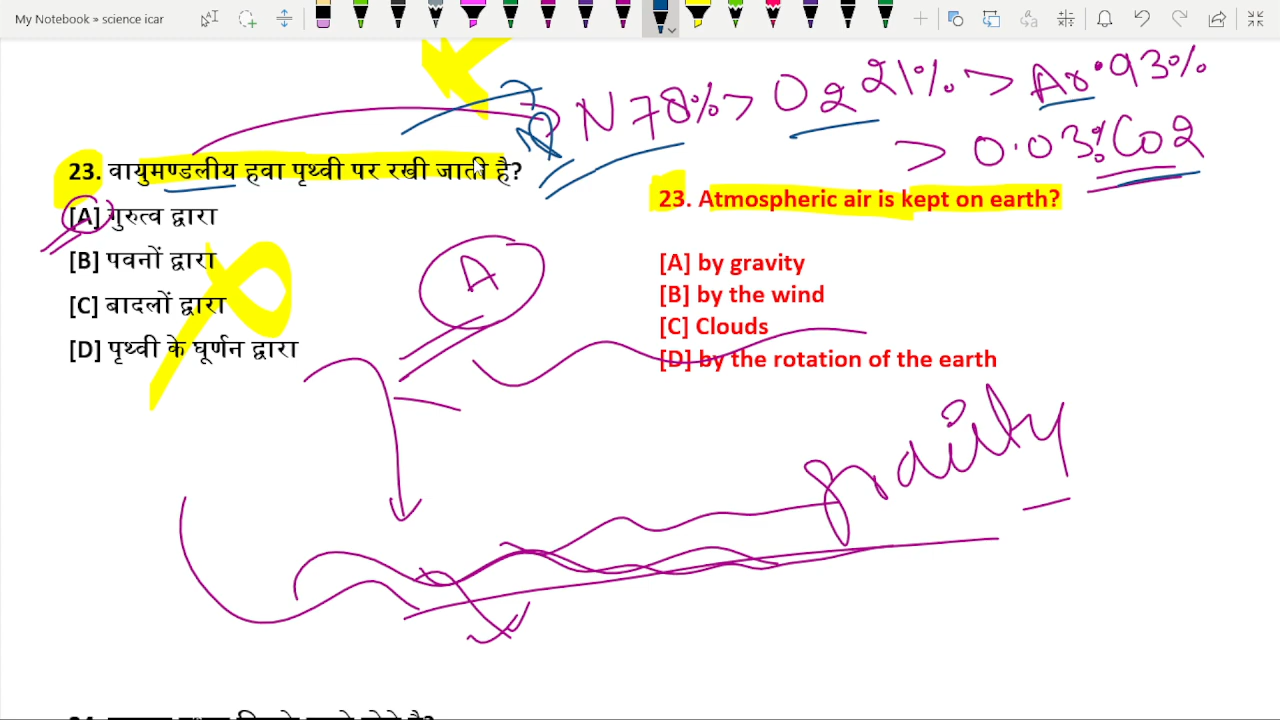 My Notebook » science icar
N 78% > O2 21% > Ar .93%
> 0.03% Co2
23. वायुमण्डलीय हवा पृथ्वी पर रखी जाती है?
[A] गुरुत्व द्वारा
[B] पवनों द्वारा
[C] बादलों द्वारा
[D] पृथ्वी के घूर्णन द्वारा
A
23. Atmospheric air is kept on earth?
[A] by gravity
[B] by the wind
[C] Clouds
[D] by the rotation of the earth
gravity